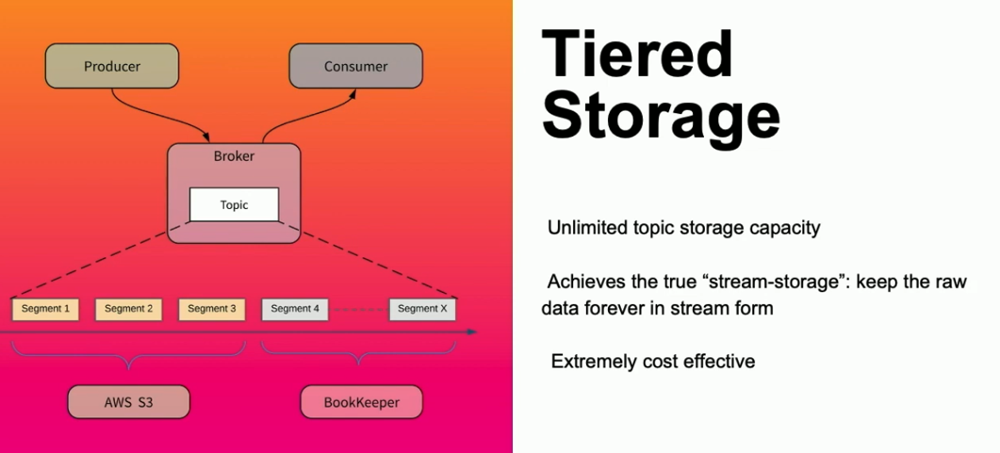 Producer
Consumer
Broker
Topic
Segment 1
Segment 2
Segment 3
Segment 4
Segment X
AWS S3
BookKeeper
Tiered
Storage
Unlimited topic storage capacity
Achieves the true “stream-storage”: keep the raw
data forever in stream form
Extremely cost effective